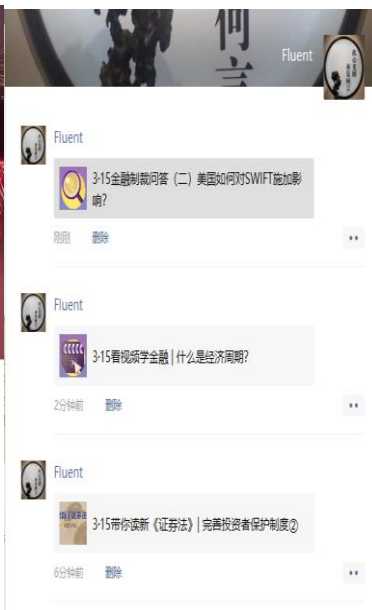 何
言
Fluent
Fluent
3-15金融制裁问答（二）美国如何对SWIFT施加影
响?
刚刚 删除
Fluent
3-15看视频学金融 | 什么是经济周期?
2分钟前 删除
Fluent
3-15带你读新《证券法》| 完善投资者保护制度②
6分钟前 删除